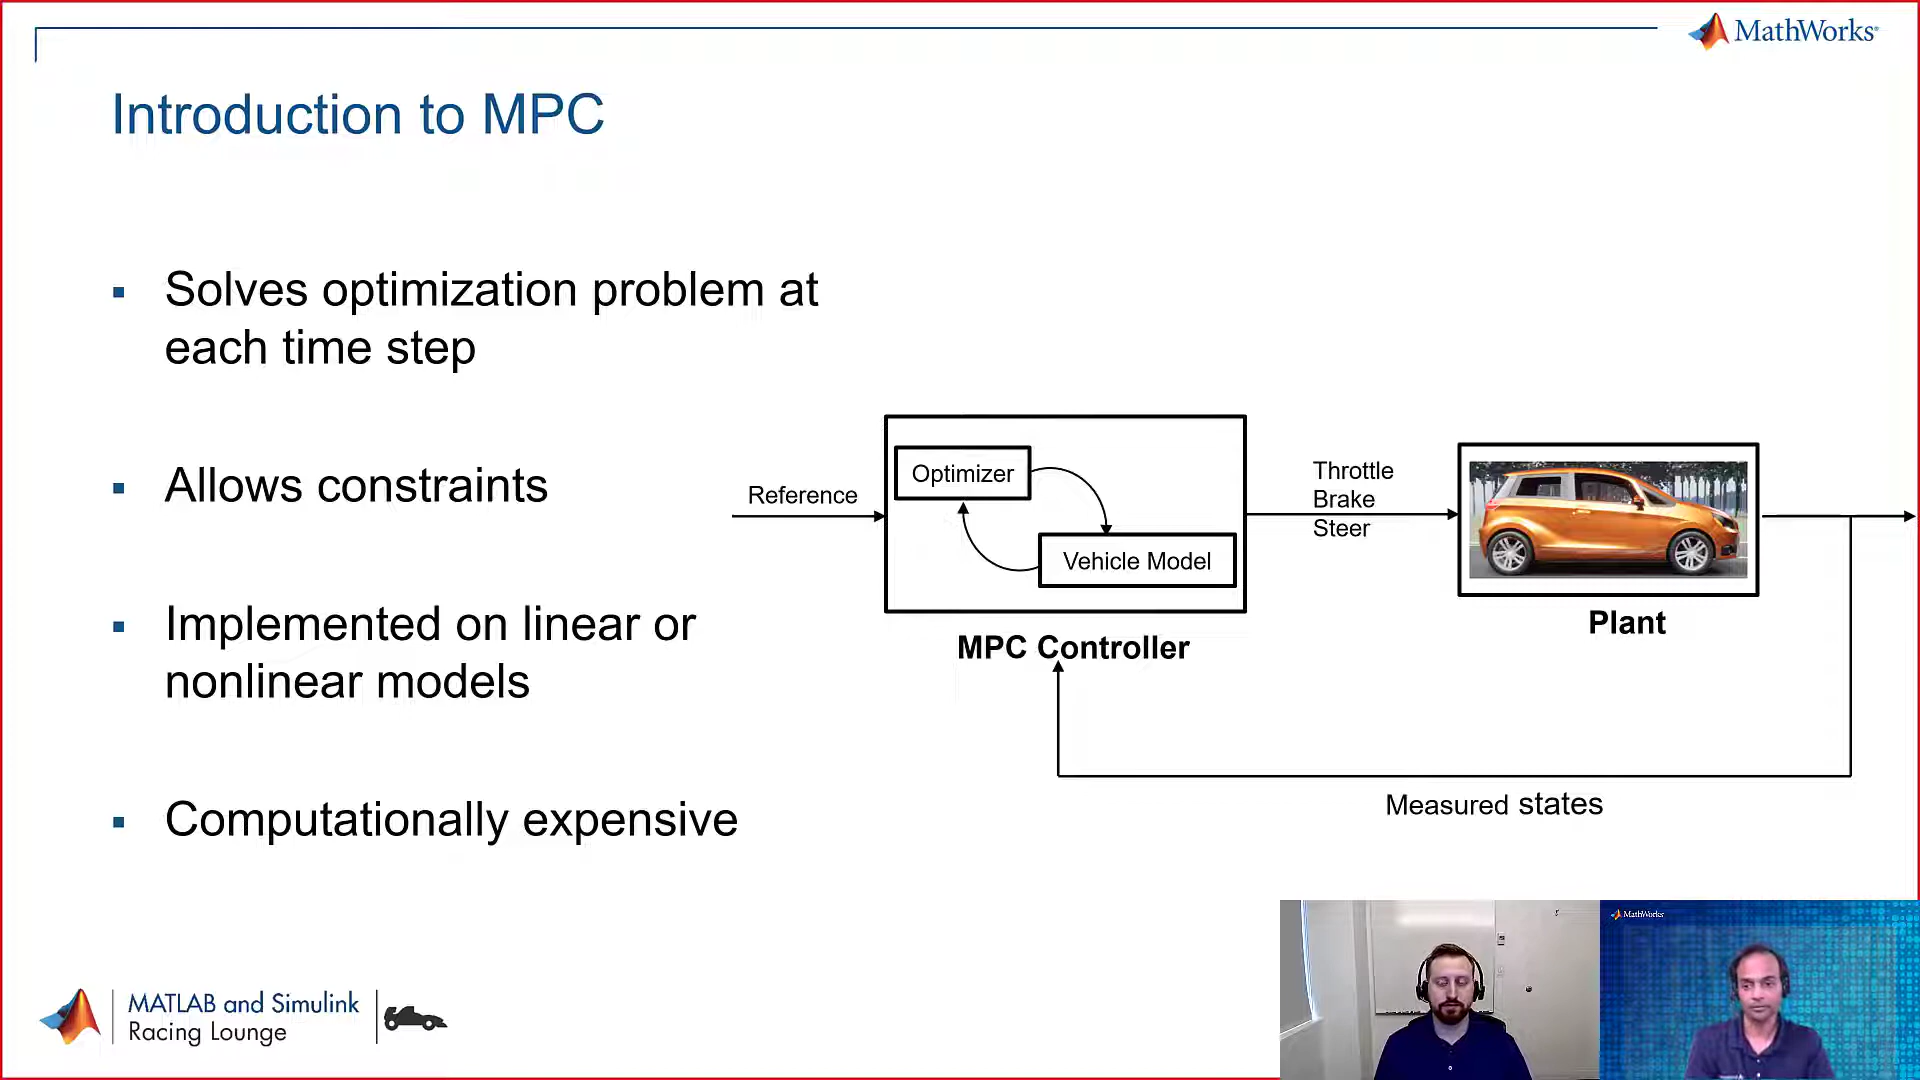 MathWorks®
Introduction to MPC
▪ Solves optimization problem at
each time step
▪ Allows constraints
▪ Implemented on linear or
nonlinear models
▪ Computationally expensive
Reference
Optimizer
Vehicle Model
MPC Controller
Throttle
Brake
Steer
Plant
Measured states
MATLAB and Simulink
Racing Lounge
MathWorks